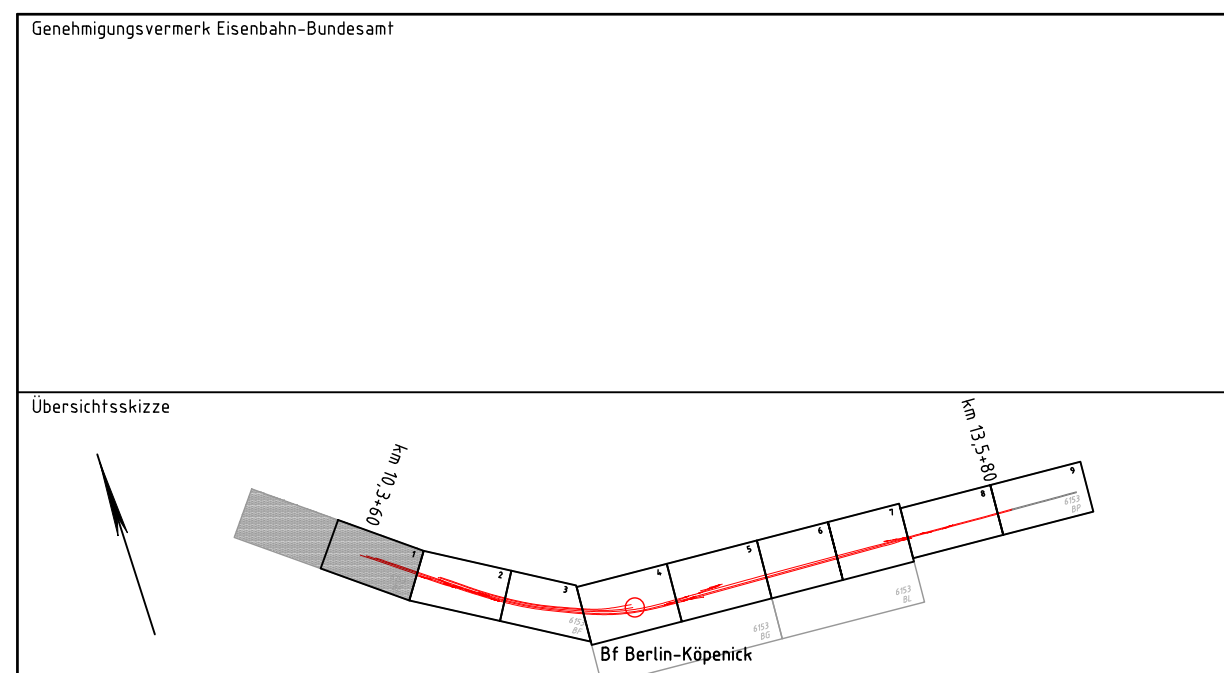 Genehmigungsvermerk Eisenbahn-Bundesamt
Übersichtsskizze
km 10,3+60
km 13,5+80
1
2
3
4
5
6
7
8
9
6153
BF
6153
BG
6153
BL
6153
BP
Bf Berlin-Köpenick